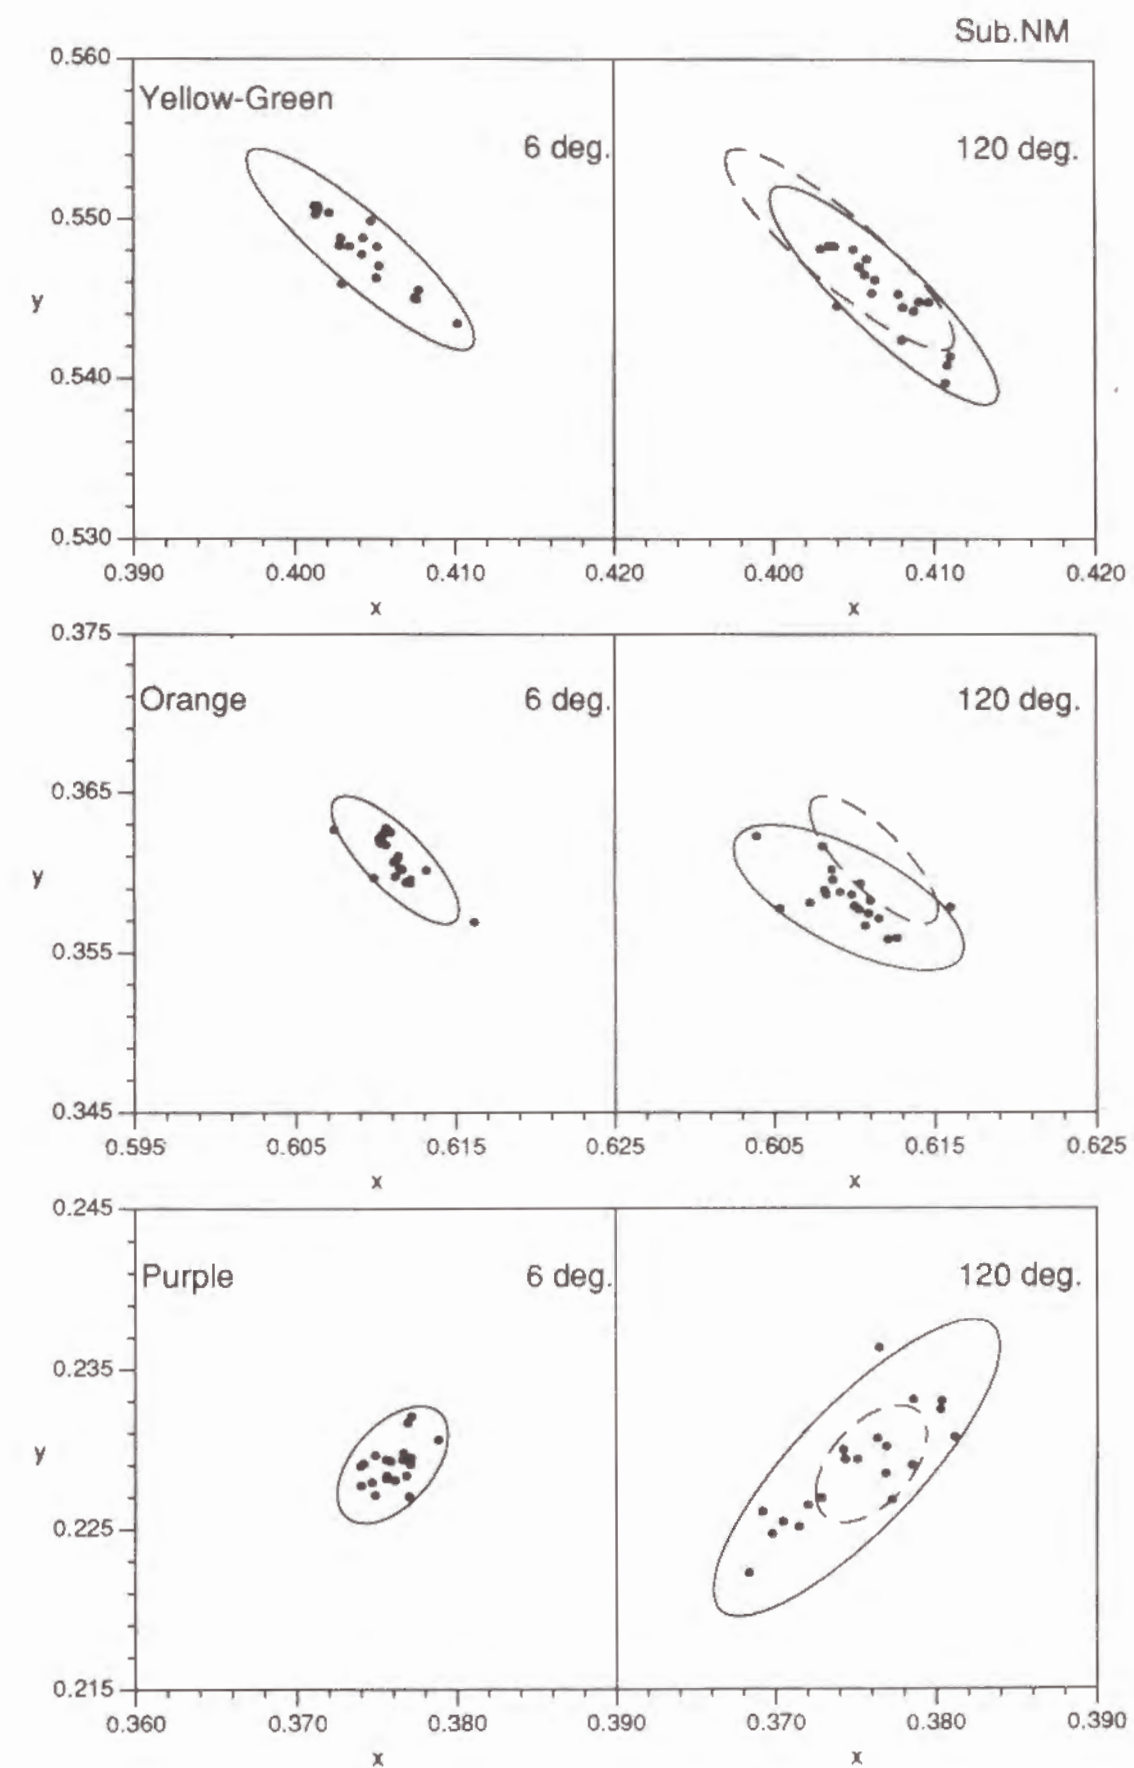 Sub.NM
0.560
Yellow-Green
6 deg.
120 deg.
0.550
y
0.540
0.530
0.390 0.400 0.410 0.420 0.400 0.410 0.420
x x
0.375
Orange 6 deg. 120 deg.
0.365
y
0.355
0.345
0.595 0.605 0.615 0.625 0.605 0.615 0.625
x x
0.245
Purple 6 deg. 120 deg.
0.235
y
0.225
0.215
0.360 0.370 0.380 0.390 0.370 0.380 0.390
x x